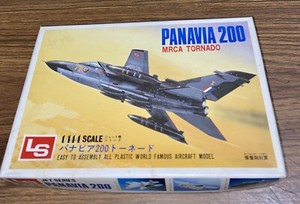 PANAVIA 200
MRCA TORNADO
LS
1/144 SCALE
パナビア200トーネード
EASY TO ASSEMBLY ALL PLASTIC WORLD FAMOUS AIRCRAFT MODEL
PANAVIA 200